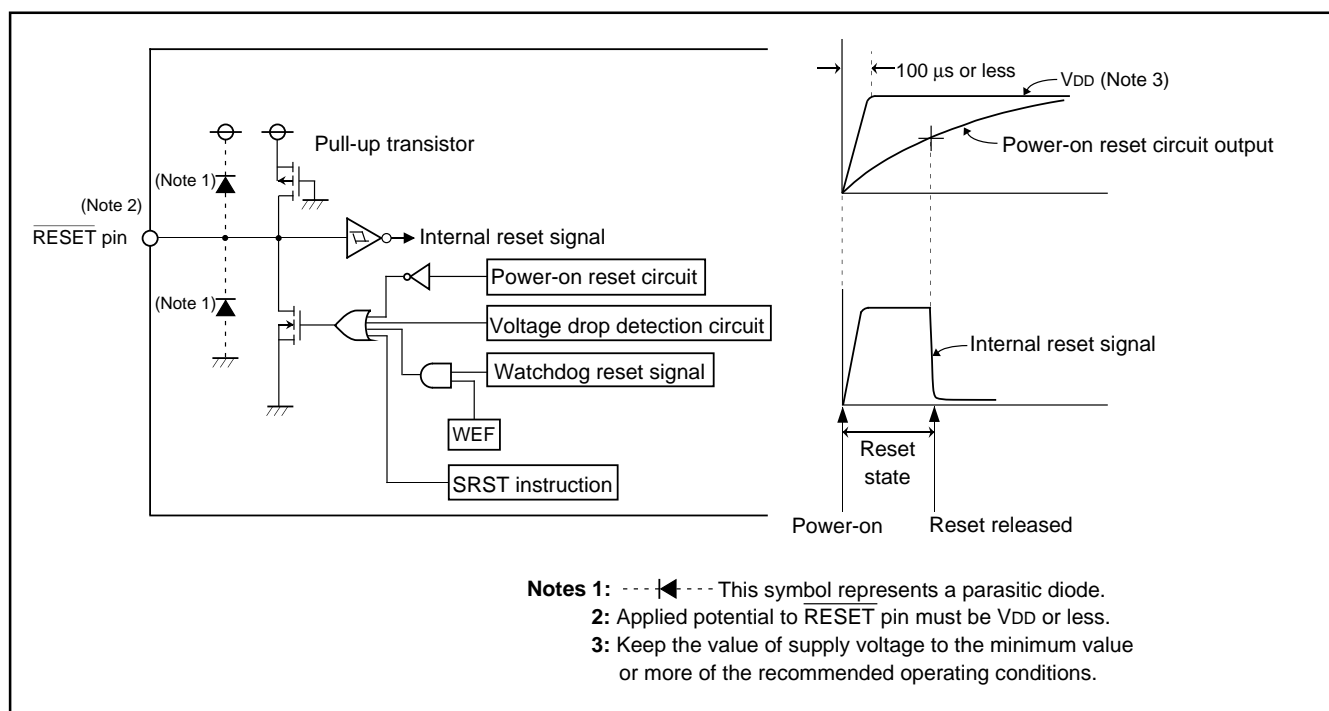 Pull-up transistor
(Note 1)
(Note 2)
RESET pin
Internal reset signal
Power-on reset circuit
(Note 1)
Voltage drop detection circuit
Watchdog reset signal
WEF
SRST instruction
100 µs or less
VDD (Note 3)
Power-on reset circuit output
Internal reset signal
Reset
state
Power-on
Reset released
Notes 1: This symbol represents a parasitic diode.
2: Applied potential to RESET pin must be VDD or less.
3: Keep the value of supply voltage to the minimum value
or more of the recommended operating conditions.